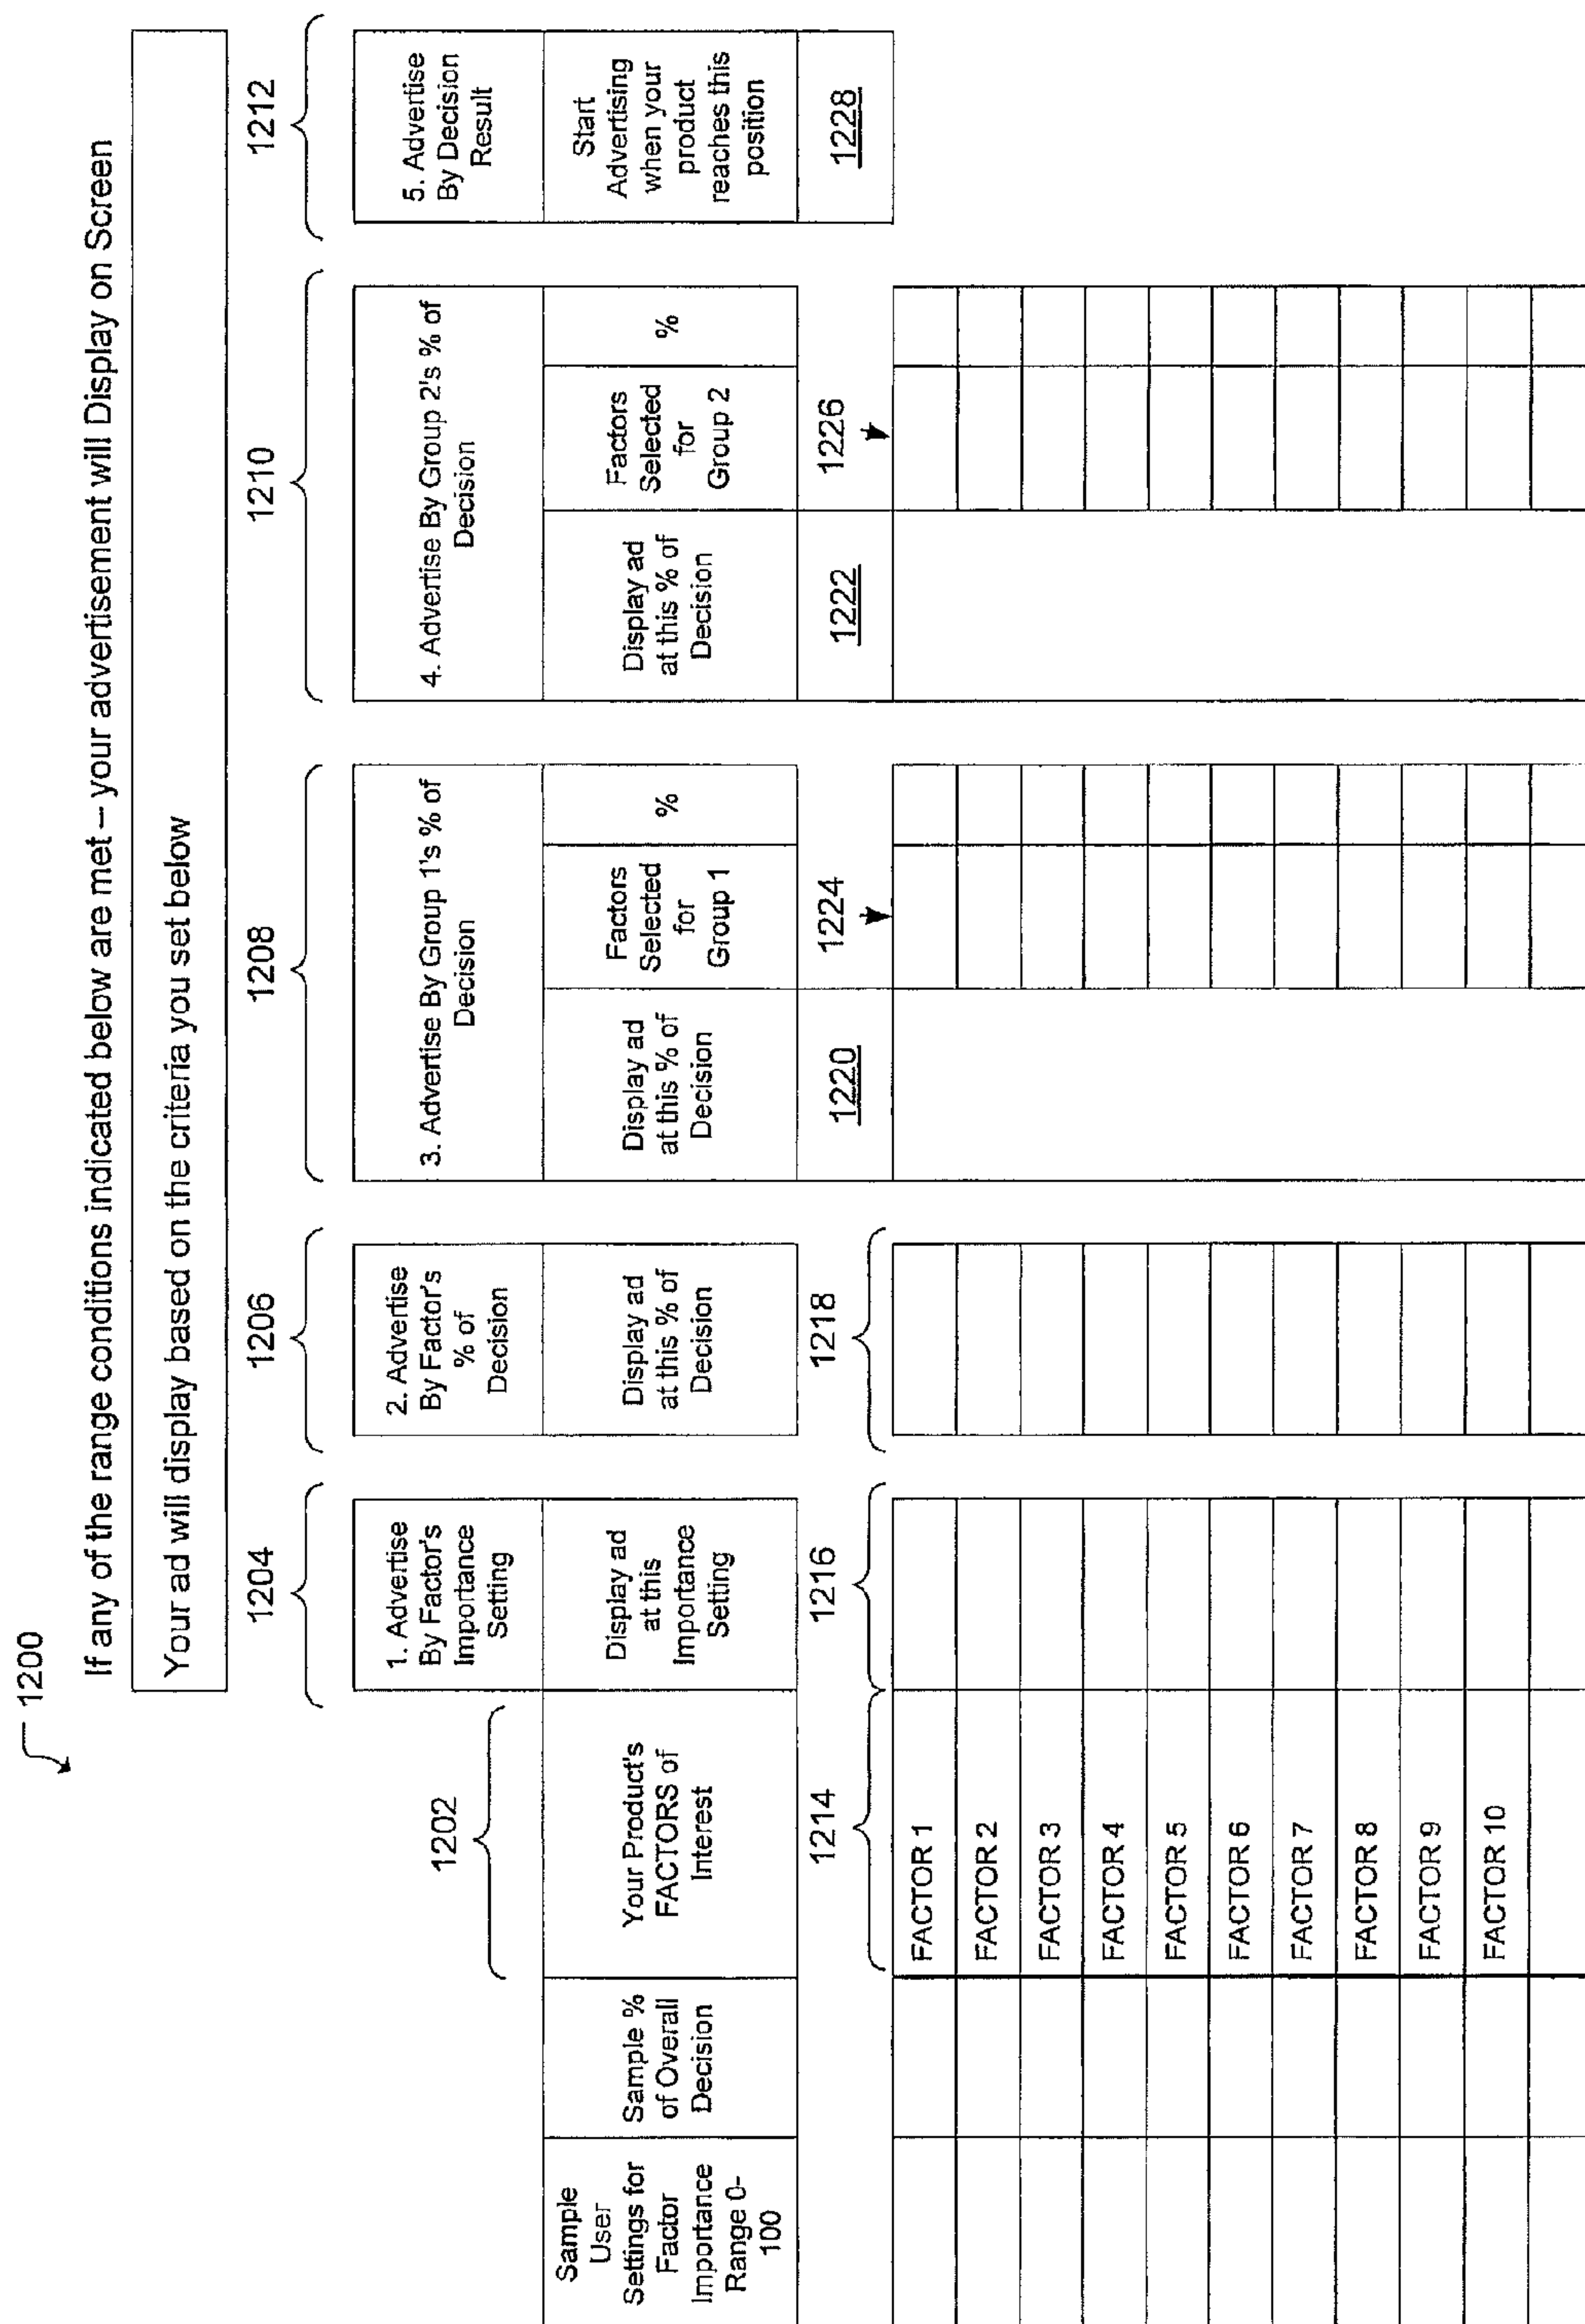 1200
If any of the range conditions indicated below are met – your advertisement will Display on Screen
Your ad will display based on the criteria you set below
1204
1206
1208
1210
1212
1202
1. Advertise
By Factor's
Importance
Setting
2. Advertise
By Factor's
% of
Decision
3. Advertise By Group 1's % of
Decision
4. Advertise By Group 2's % of
Decision
5. Advertise
By Decision
Result
Sample
User
Settings for
Factor
Importance
Range 0-
100
Sample %
of Overall
Decision
Your Product's
FACTORS of
Interest
Display ad
at this
Importance
Setting
Display ad
at this % of
Decision
Display ad
at this % of
Decision
Factors
Selected
for
Group 1
%
Display ad
at this % of
Decision
Factors
Selected
for
Group 2
%
Start
Advertising
when your
product
reaches this
position
1214
1216
1218
1220
1224
1222
1226
1228
FACTOR 1
FACTOR 2
FACTOR 3
FACTOR 4
FACTOR 5
FACTOR 6
FACTOR 7
FACTOR 8
FACTOR 9
FACTOR 10